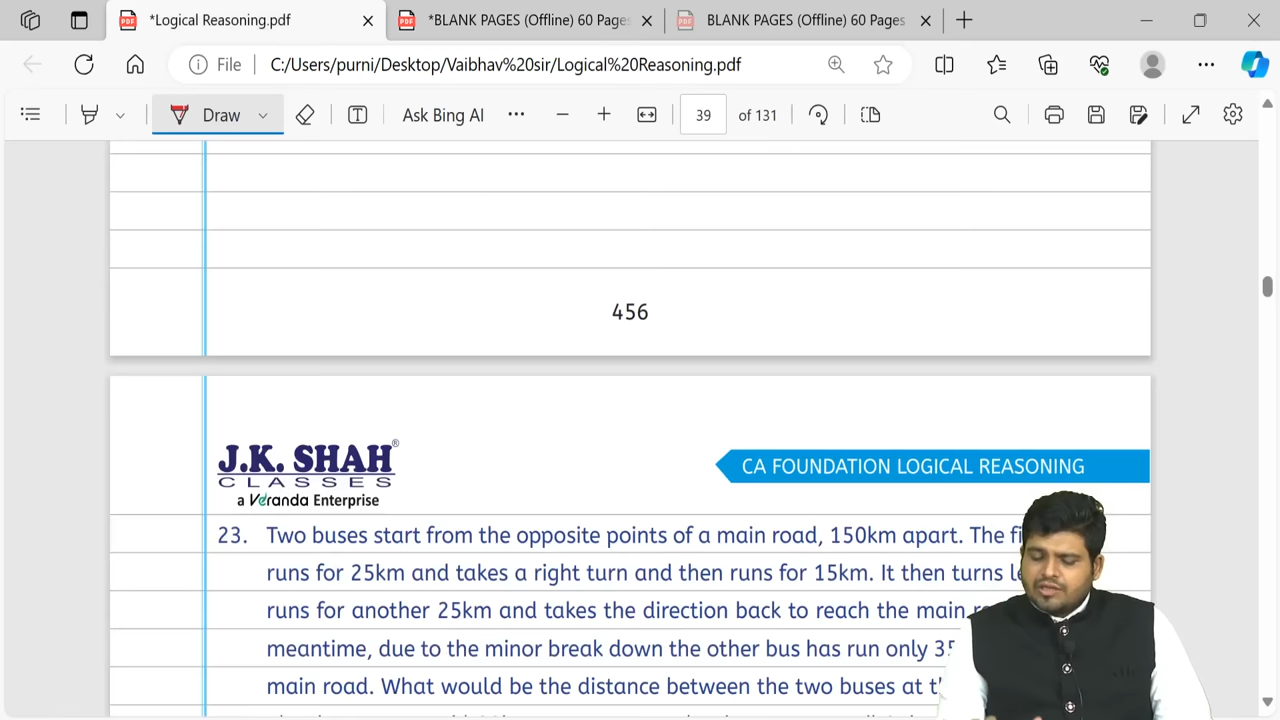 *Logical Reasoning.pdf
*BLANK PAGES (Offline) 60 Pages
BLANK PAGES (Offline) 60 Pages
File
C:/Users/purni/Desktop/Vaibhav%20sir/Logical%20Reasoning.pdf
Draw
Ask Bing AI
39
of 131
456
J.K. SHAH®
CLASSES
a Veranda Enterprise
CA FOUNDATION LOGICAL REASONING
23. Two buses start from the opposite points of a main road, 150km apart. The
runs for 25km and takes a right turn and then runs for 15km. It then turns
runs for another 25km and takes the direction back to reach the main
meantime, due to the minor break down the other bus has run only 35
main road. What would be the distance between the two buses at